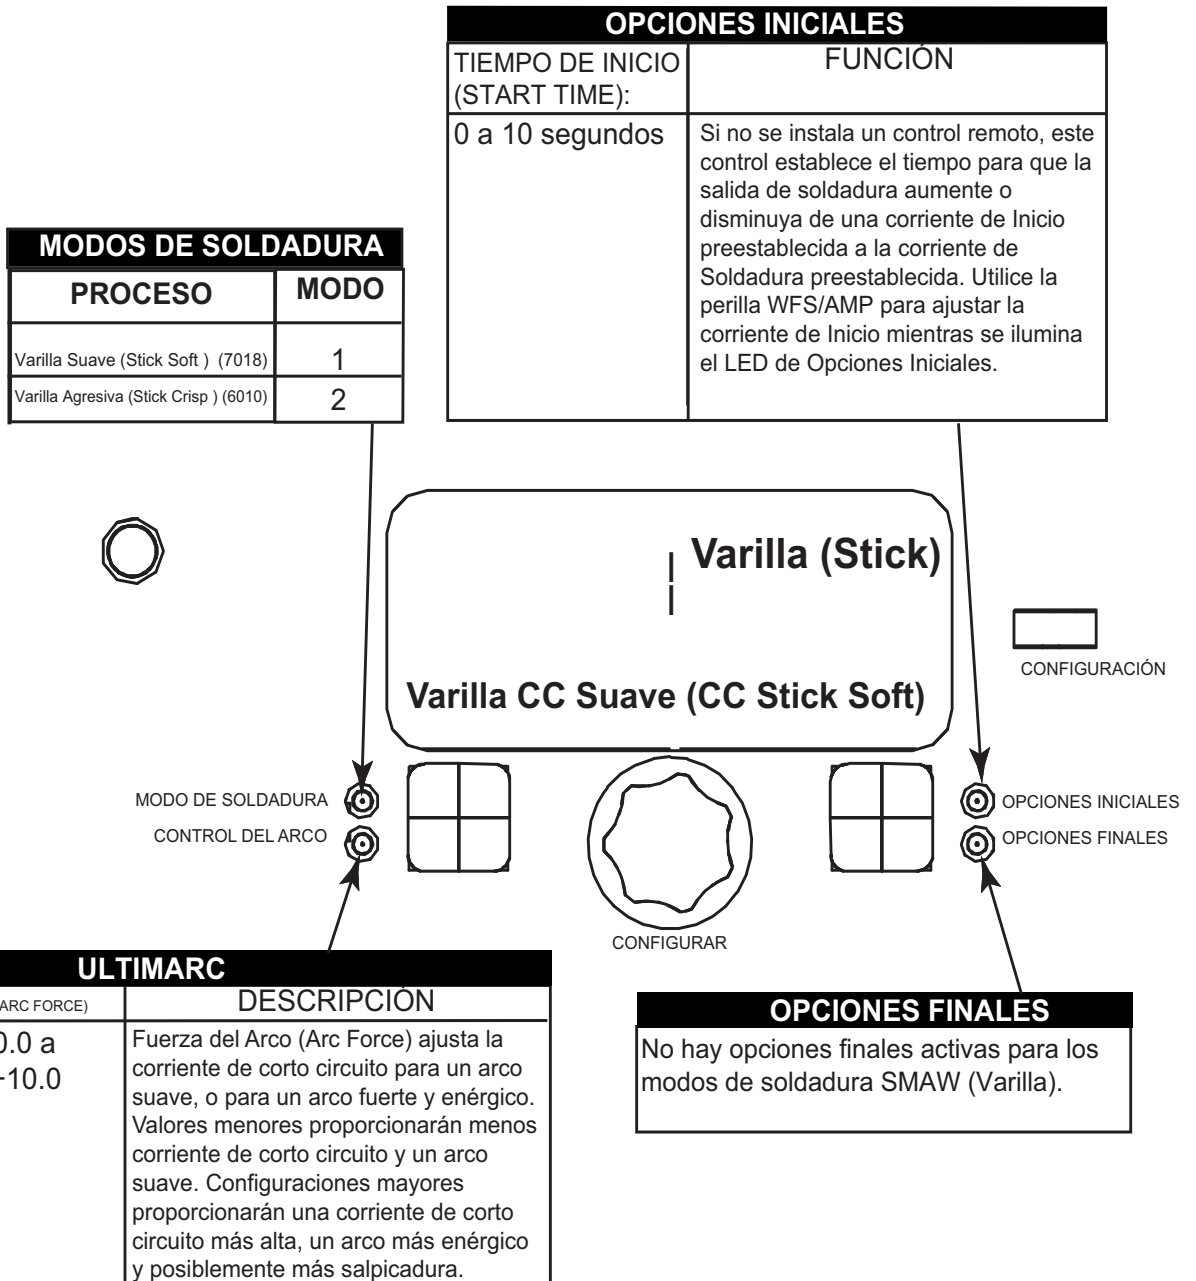 OPCIONES INICIALES
TIEMPO DE INICIO
(START TIME):
FUNCIÓN
0 a 10 segundos
Si no se instala un control remoto, este
control establece el tiempo para que la
salida de soldadura aumente o
disminuya de una corriente de Inicio
preestablecida a la corriente de
Soldadura preestablecida. Utilice la
perilla WFS/AMP para ajustar la
corriente de Inicio mientras se ilumina
el LED de Opciones Iniciales.
MODOS DE SOLDADURA
PROCESO MODO
Varilla Suave (Stick Soft ) (7018) 1
Varilla Agresiva (Stick Crisp ) (6010) 2
Varilla (Stick)
Varilla CC Suave (CC Stick Soft)
CONFIGURACIÓN
MODO DE SOLDADURA
CONTROL DEL ARCO
OPCIONES INICIALES
OPCIONES FINALES
CONFIGURAR
ULTIMARC
ARC FORCE)
DESCRIPCIÓN
0.0 a
10.0
Fuerza del Arco (Arc Force) ajusta la
corriente de corto circuito para un arco
suave, o para un arco fuerte y enérgico.
Valores menores proporcionarán menos
corriente de corto circuito y un arco
suave. Configuraciones mayores
proporcionarán una corriente de corto
circuito más alta, un arco más enérgico
y posiblemente más salpicadura.
OPCIONES FINALES
No hay opciones finales activas para los
modos de soldadura SMAW (Varilla).